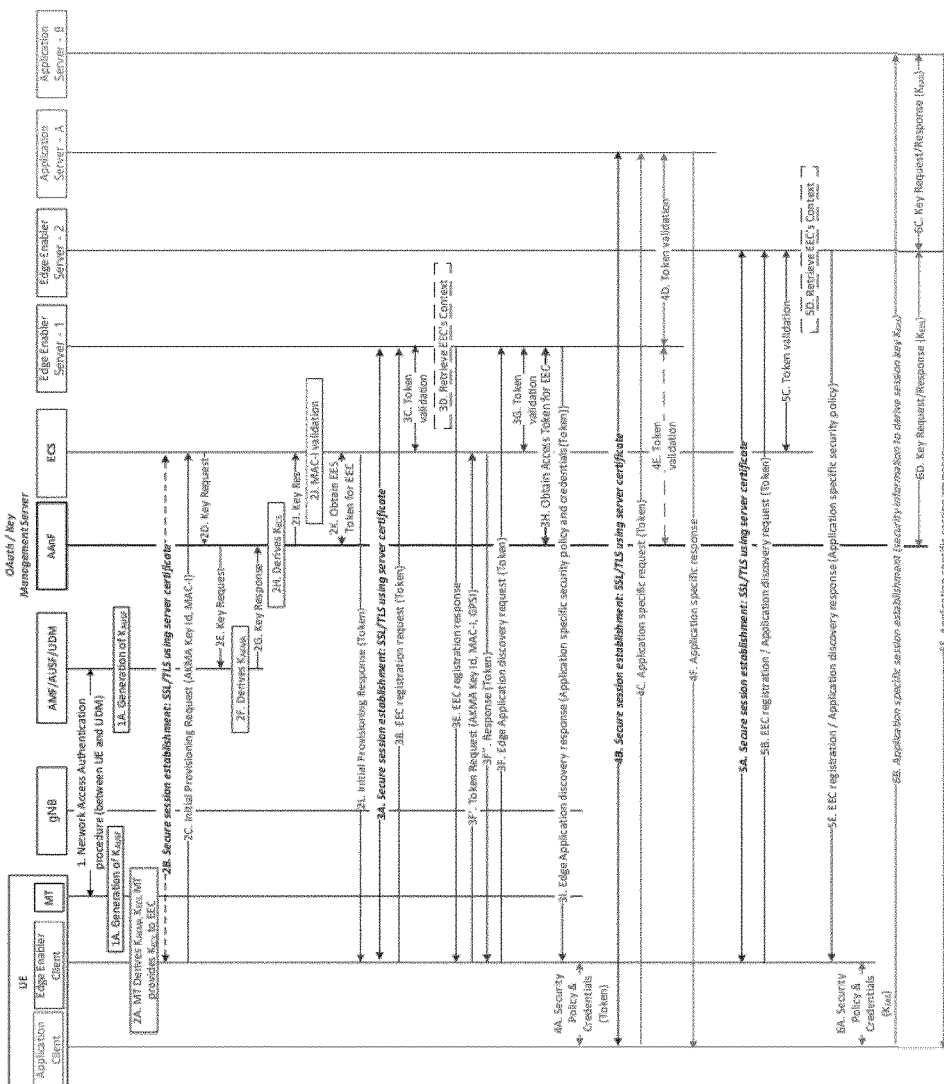 OAuth / Key
Management Server
UE
Application
Client
Edge Enabler
Client
MT
gNB
AMF/AUSF/UDM
AAnF
ECS
Edge Enabler
Server - 1
Edge Enabler
Server - 2
Application
Server - A
Application
Server - B
1. Network Access Authentication
procedure (between UE and UDM)
1A. Generation of KAUSF
1A. Generation of KAUSF
2A. MT Derives KAKMA, KECS, MT
provides KECS to EEC
2B. Secure session establishment: SSL/TLS using server certificate
2C. Initial Provisioning Request (AKMA Key id, MAC-I)
2D. Key Request
2E. Key Request
2F. Derives KAKMA
2G. Key Response
2H. Derives KECS
2I. Key Res
2J. MAC-I validation
2K. Obtain EES
Token for EEC
2L. Initial Provisioning Response (Token)
3A. Secure session establishment: SSL/TLS using server certificate
3B. EEC registration request (Token)
3C. Token
validation
3D. Retrieve EEC's Context
3E. EEC registration response
3F'. Token Request (AKMA Key id, MAC-I, GPSI)
3F''. Response (Token)
3F. Edge Application discovery request (Token)
3G. Token
validation
3H. Obtain Access Token for EEC
3I. Edge Application discovery response (Application specific security policy and credentials(Token))
4A. Security
Policy &
Credentials
(Token)
4B. Secure session establishment: SSL/TLS using server certificate
4C. Application specific request (Token)
4D. Token validation
4E. Token
validation
4F. Application specific response
5A. Secure session establishment: SSL/TLS using server certificate
5B. EEC registration / Application discovery request (Token)
5C. Token validation
5D. Retrieve EEC's Context
5E. EEC registration / Application discovery response (Application specific security policy)
6A. Security
Policy &
Credentials
6B. Application specific session establishment (security information to derive session key
6C. Key Request/Response
6D. Key Request/Response